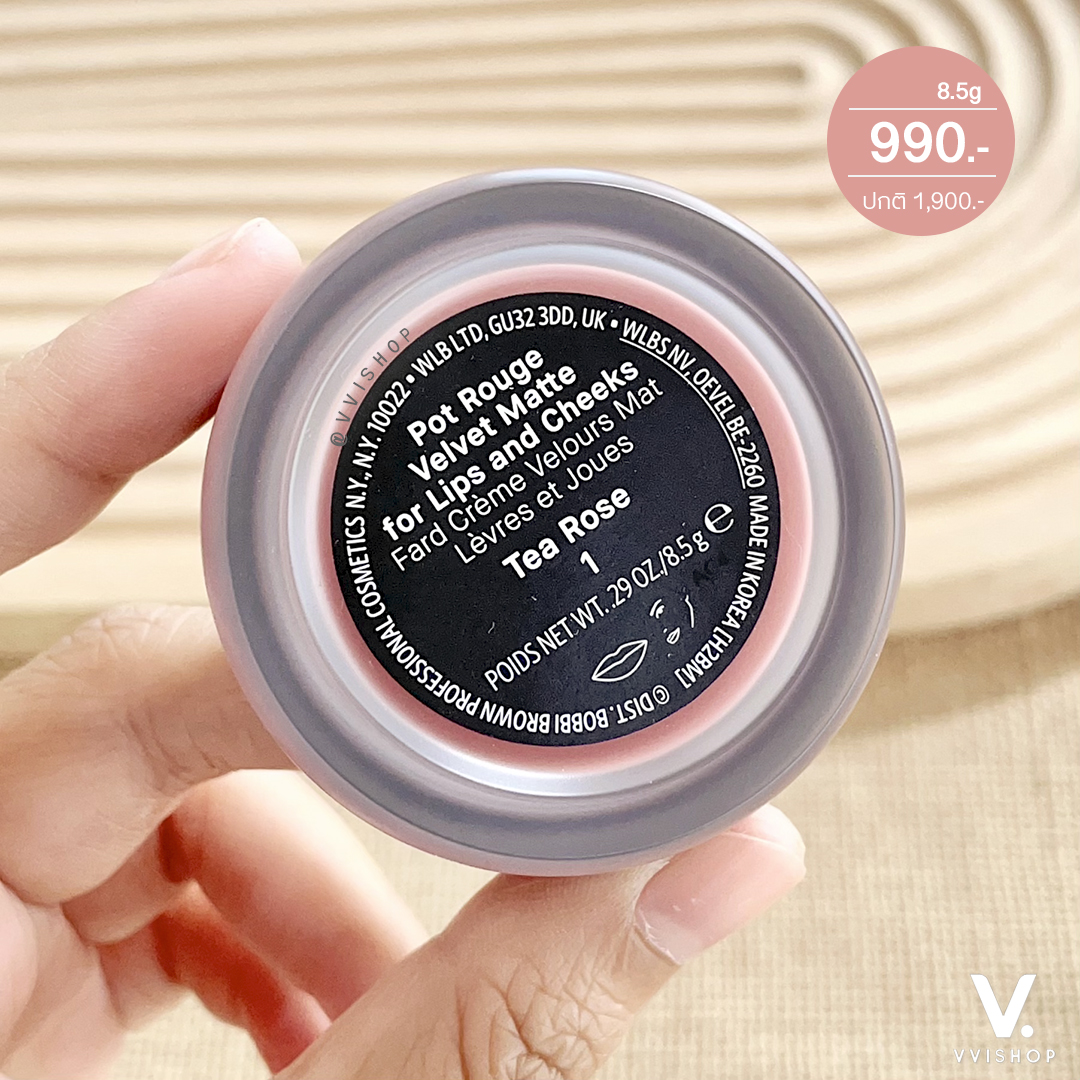 8.5g
990.-
ปกติ 1,900.-
@VVISHOP
BOBBI BROWN PROFESSIONAL COSMETICS N.Y., N.Y. 10022 • WLB LTD, GU32 3DD, UK • WLBS NV, OEVEL BE-2260 MADE IN KOREA [H2BM] © DIST.
Pot Rouge
Velvet Matte
for Lips and Cheeks
Fard Crème Velours Mat
Lèvres et Joues
Tea Rose
1
POIDS NET.WT. .29 OZ./8.5 g e
V.
VVISHOP